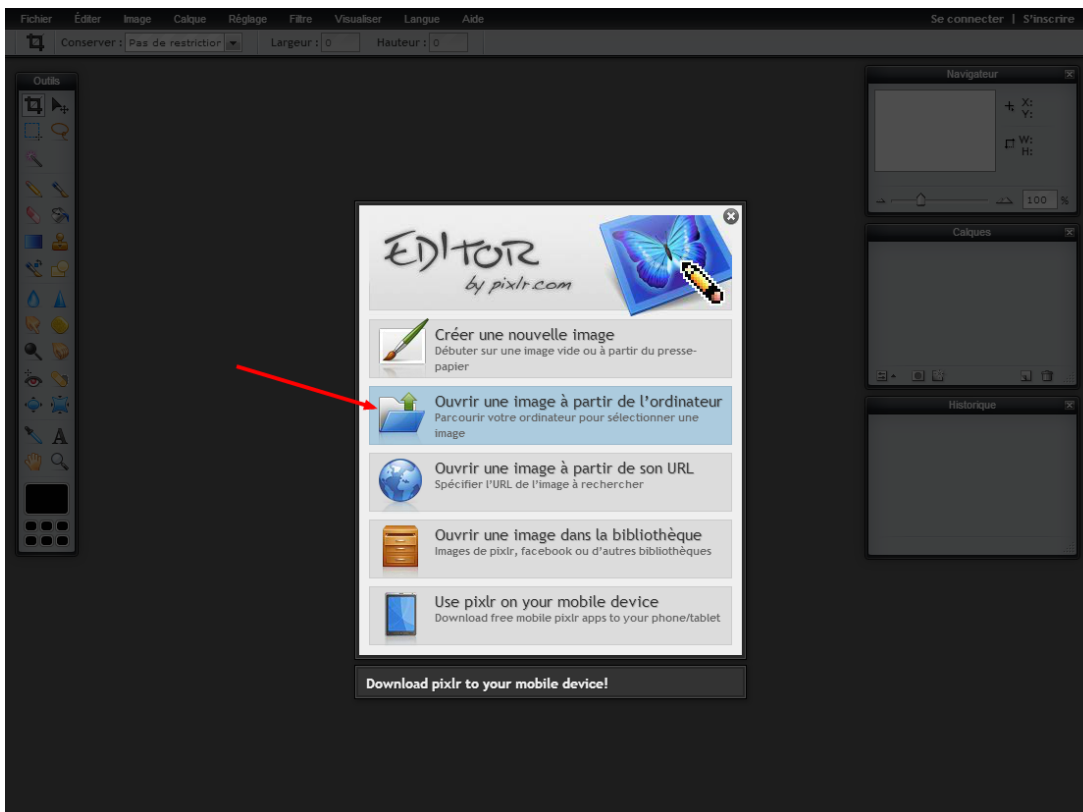 Fichier Éditer Image Calque Réglage Filtre Visualiser Langue Aide Se connecter | S'inscrire
Conserver : Pas de restriction Largeur : 0 Hauteur : 0
Outils
Navigateur
X:
Y:
W:
H:
100 %
Calques
Historique
EDITOR
by pixlr.com
Créer une nouvelle image
Débuter sur une image vide ou à partir du presse-
papier
Ouvrir une image à partir de l'ordinateur
Parcourir votre ordinateur pour sélectionner une
image
Ouvrir une image à partir de son URL
Spécifier l'URL de l'image à rechercher
Ouvrir une image dans la bibliothèque
Images de pixlr, facebook ou d'autres bibliothèques
Use pixlr on your mobile device
Download free mobile pixlr apps to your phone/tablet
Download pixlr to your mobile device!